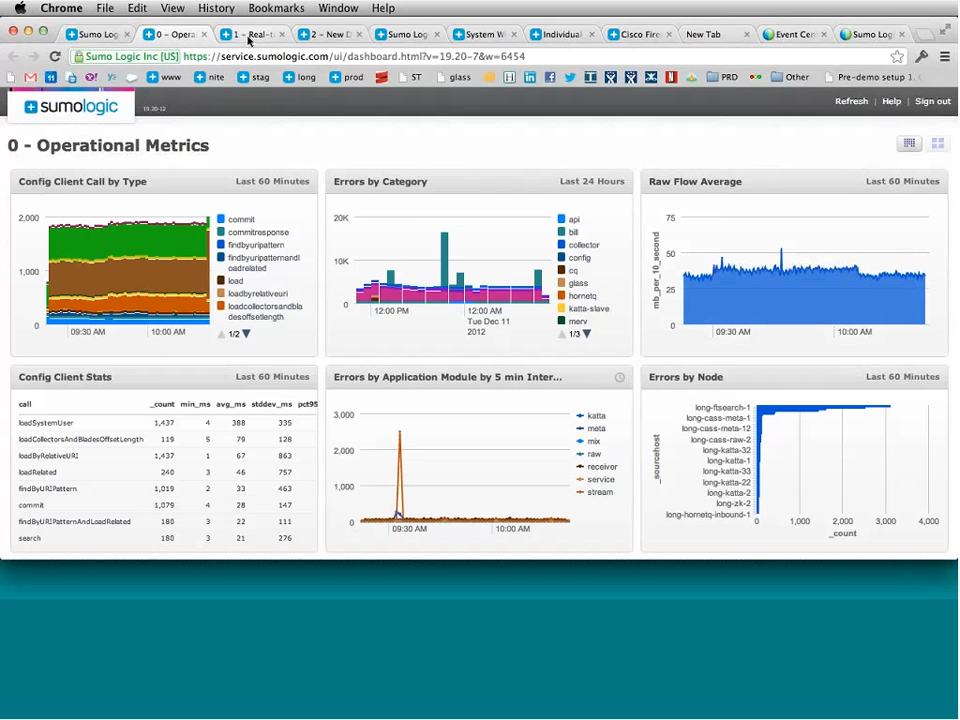 Chrome File Edit View History Bookmarks Window Help
Sumo Log 0 - Opera 1 - Real-t 2 - New D Sumo Log System W Individual Cisco Fire New Tab Event Cen Sumo Log
Sumo Logic Inc [US] https://service.sumologic.com/ui/dashboard.html?v=19.20-7&w=6454
www nite stag long prod ST glass PRD Other Pre-demo setup 1.
sumologic 19.20-12 Refresh Help Sign out
0 - Operational Metrics
Config Client Call by Type Last 60 Minutes
2,000
1,000
0
09:30 AM 10:00 AM
commit
commitresponse
findbyuripattern
findbyuripatternandl
oadrelated
load
loadbyrelativeuri
loadcollectorsandbla
desoffsetlength
1/2
Errors by Category Last 24 Hours
20K
10K
0
12:00 PM 12:00 AM
Tue Dec 11
2012
api
bill
collector
config
cq
glass
hornetq
katta-slave
merv
1/3
Raw Flow Average Last 60 Minutes
mb_per_10_second
75
50
25
0
09:30 AM 10:00 AM
Config Client Stats Last 60 Minutes
call _count min_ms avg_ms stddev_ms pct95
loadSystemUser 1,437 4 388 335
loadCollectorsAndBladesOffsetLength 119 5 79 128
loadByRelativeURI 1,437 1 67 863
loadRelated 240 3 46 757
findByURIPattern 1,019 2 33 463
commit 1,079 4 28 147
findByURIPatternAndLoadRelated 180 3 22 111
search 180 3 21 276
Errors by Application Module by 5 min Inter...
3,000
2,000
1,000
0
09:30 AM 10:00 AM
katta
meta
mix
raw
receiver
service
stream
Errors by Node Last 60 Minutes
_sourcehost
long-ftsearch-1
long-cass-meta-1
long-cass-meta-12
long-cass-raw-2
long-katta-32
long-katta-1
long-katta-33
long-katta-22
long-katta-2
long-zk-2
long-hornetq-inbound-1
0 1,000 2,000 3,000 4,000
_count